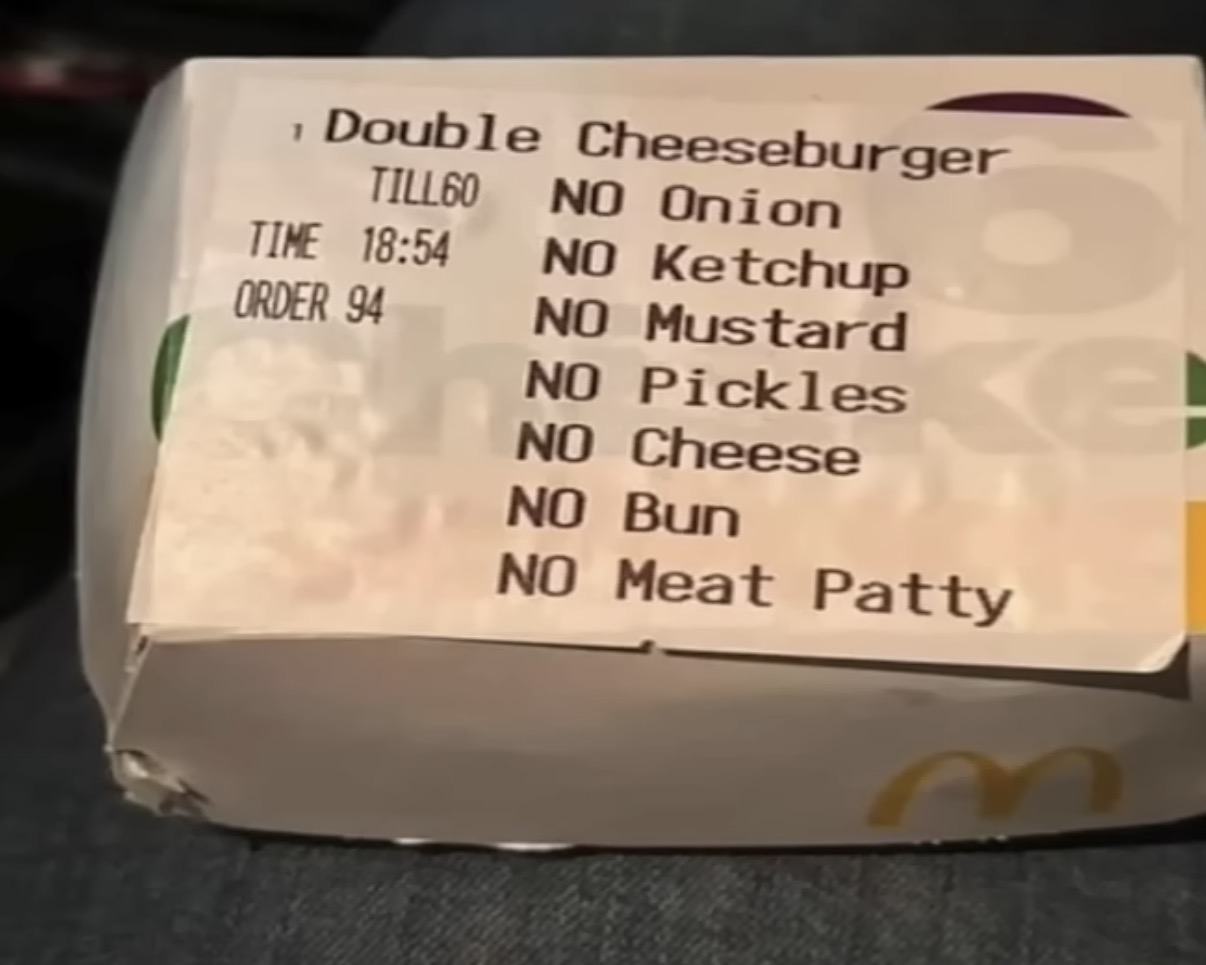 1 Double Cheeseburger
TILL60 NO Onion
TIME 18:54 NO Ketchup
ORDER 94 NO Mustard
NO Pickles
NO Cheese
NO Bun
NO Meat Patty